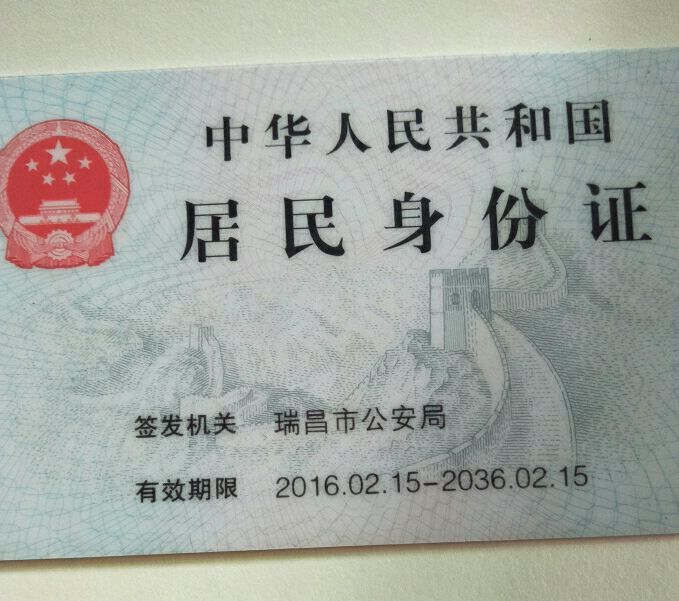 中华人民共和国
居民身份证
签发机关 瑞昌市公安局
有效期限 2016.02.15-2036.02.15